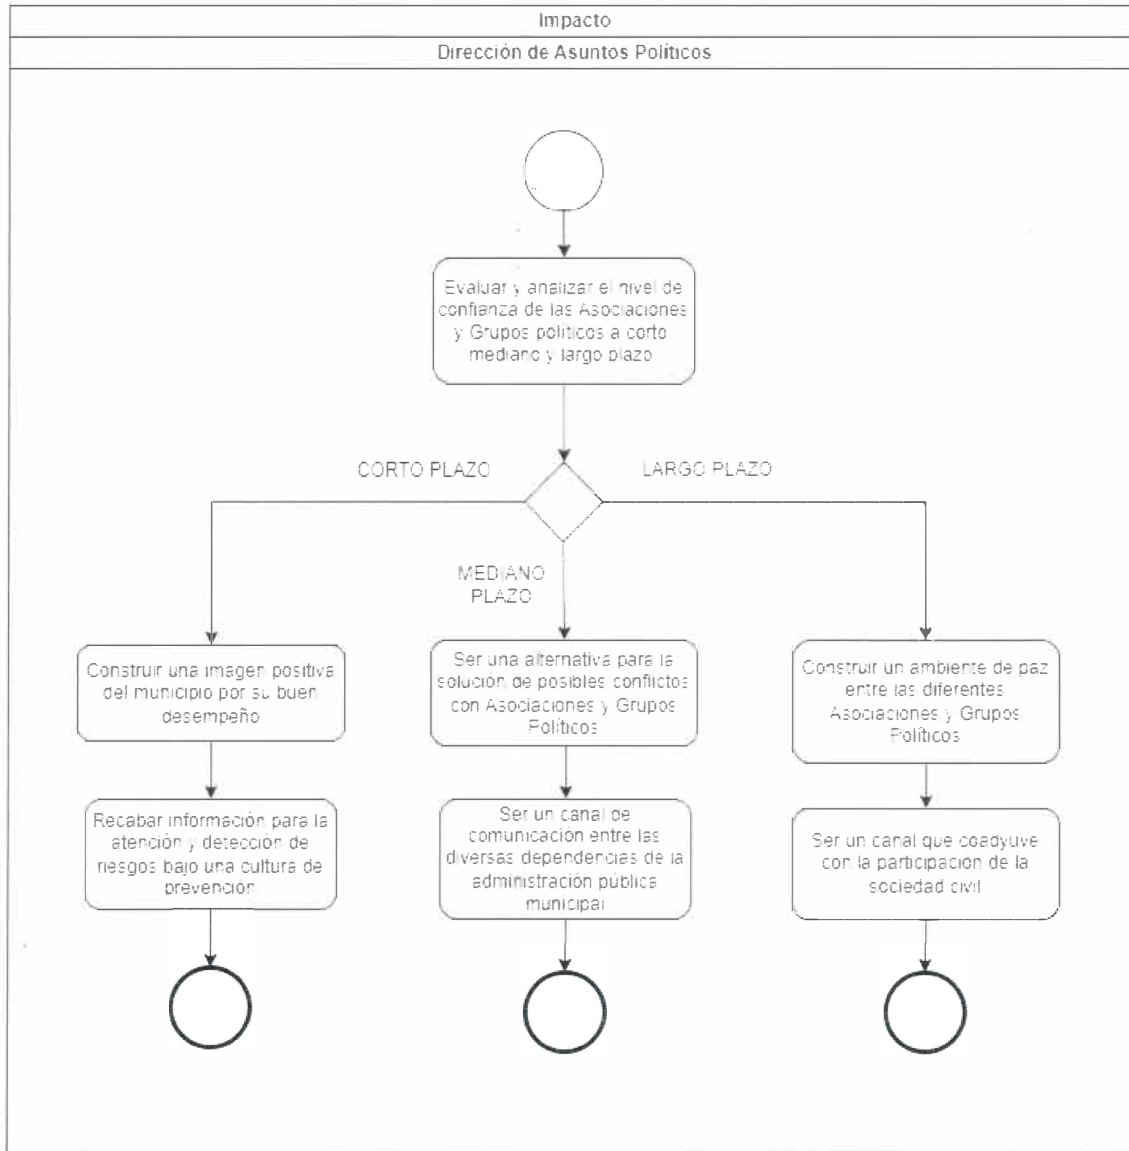 Impacto
Dirección de Asuntos Políticos
Evaluar y analizar el nivel de
confianza de las Asociaciones
y Grupos políticos a corto
mediano y largo plazo
CORTO PLAZO
LARGO PLAZO
MEDIANO
PLAZO
Construir una imagen positiva
del municipio por su buen
desempeño
Ser una alternativa para la
solución de posibles conflictos
con Asociaciones y Grupos
Políticos
Construir un ambiente de paz
entre las diferentes
Asociaciones y Grupos
Políticos
Recabar información para la
atención y detección de
riesgos bajo una cultura de
prevención
Ser un canal de
comunicación entre las
diversas dependencias de la
administración pública
municipal
Ser un canal que coadyuve
con la participación de la
sociedad civil